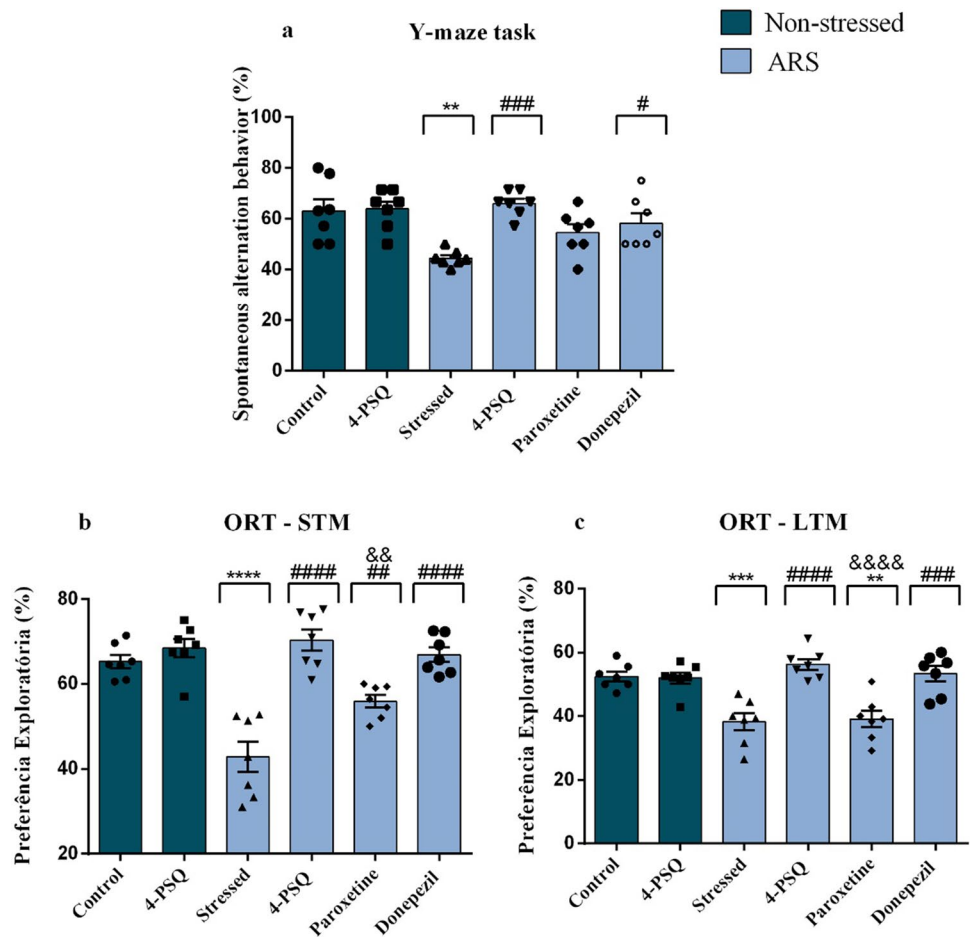 Non-stressed
ARS
a
Y-maze task
Spontaneous alternation behavior (%)
100
80
60
40
20
0
**
###
#
Control
4-PSQ
Stressed
4-PSQ
Paroxetine
Donepezil
b
ORT - STM
Preferência Exploratória (%)
80
60
40
20
****
####
&&
##
####
Control
4-PSQ
Stressed
4-PSQ
Paroxetine
Donepezil
c
ORT - LTM
Preferência Exploratória (%)
80
60
40
20
0
***
####
&&&&
**
###
Control
4-PSQ
Stressed
4-PSQ
Paroxetine
Donepezil